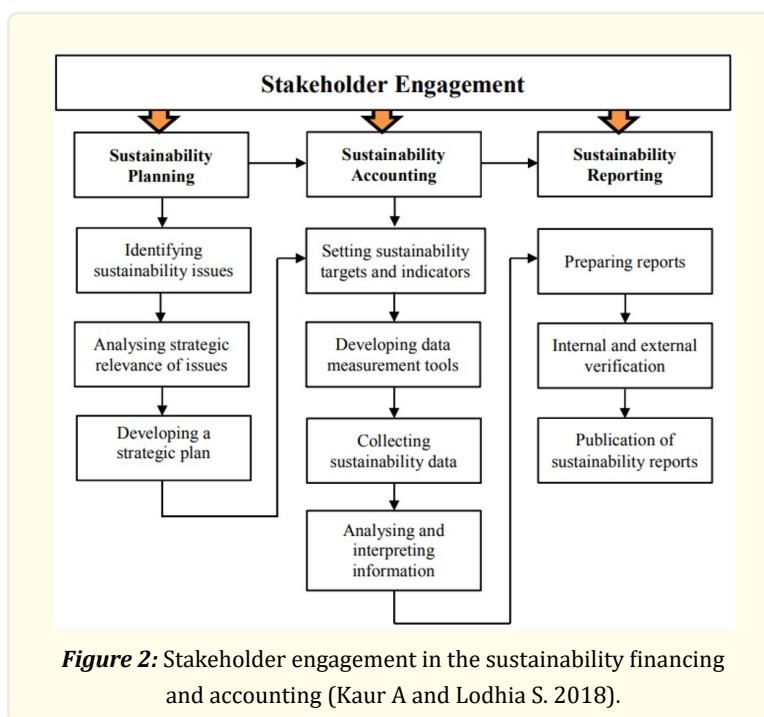 Stakeholder Engagement
Sustainability
Planning
Sustainability
Accounting
Sustainability
Reporting
Identifying
sustainability issues
Analysing strategic
relevance of issues
Developing a
strategic plan
Setting sustainability
targets and indicators
Developing data
measurement tools
Collecting
sustainability data
Analysing and
interpreting
information
Preparing reports
Internal and external
verification
Publication of
sustainability reports
Figure 2: Stakeholder engagement in the sustainability financing
and accounting (Kaur A and Lodhia S. 2018).